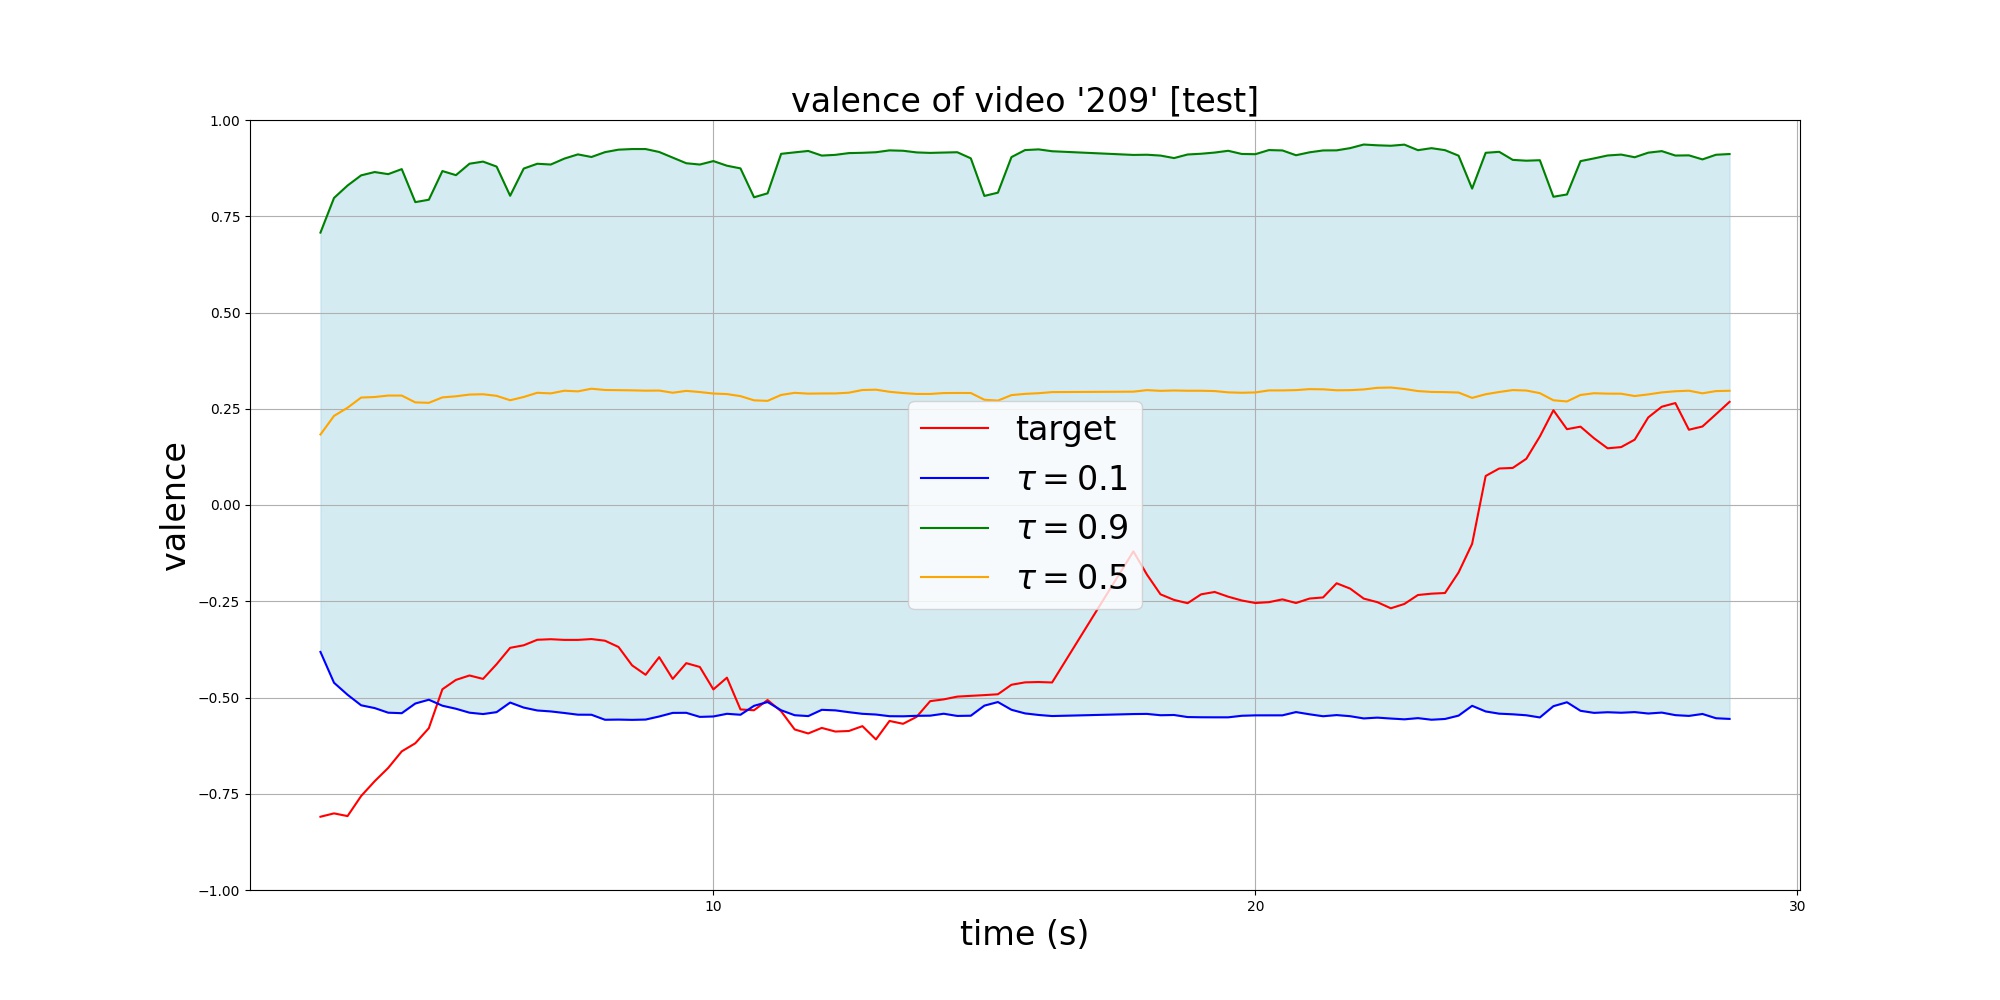 valence of video '209' [test]
1.00
0.75
0.50
0.25
0.00
−0.25
−0.50
−0.75
−1.00
valence
target
τ = 0.1
τ = 0.9
τ = 0.5
10 20 30
time (s)